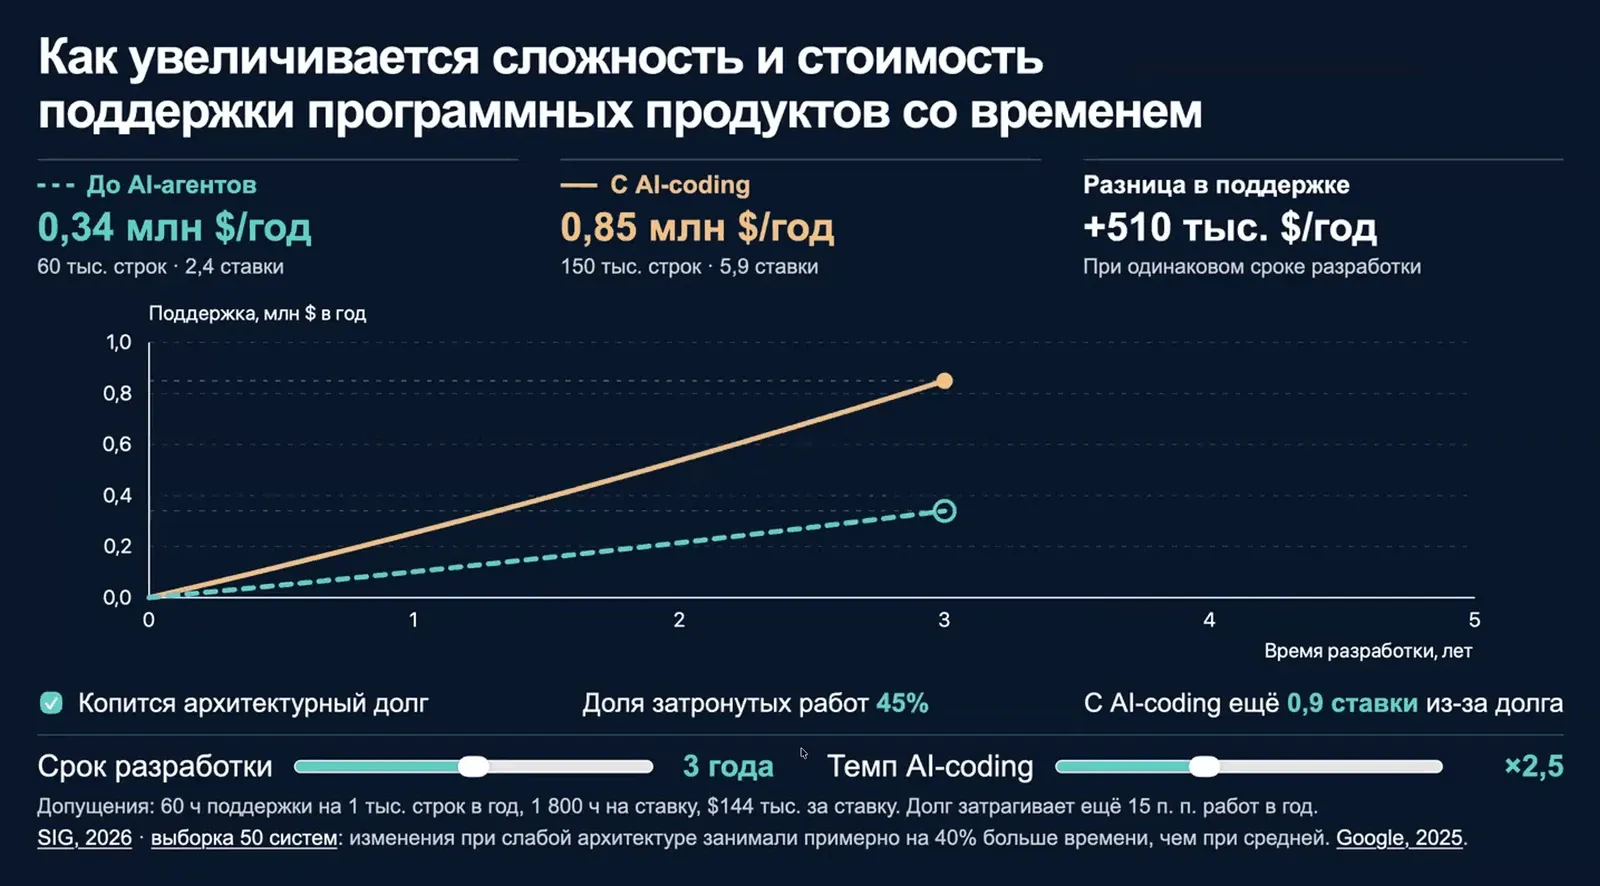 Как увеличивается сложность и стоимость
поддержки программных продуктов со временем
До AI-агентов
0,34 млн $/год
60 тыс. строк · 2,4 ставки
С AI-coding
0,85 млн $/год
150 тыс. строк · 5,9 ставки
Разница в поддержке
+510 тыс. $/год
При одинаковом сроке разработки
Поддержка, млн $ в год
1,0
0,8
0,6
0,4
0,2
0,0
0 1 2 3 4 5
Время разработки, лет
Копится архитектурный долг
Доля затронутых работ 45%
С AI-coding ещё 0,9 ставки из-за долга
Срок разработки 3 года
Темп AI-coding ×2,5
Допущения: 60 ч поддержки на 1 тыс. строк в год, 1 800 ч на ставку, $144 тыс. за ставку. Долг затрагивает ещё 15 п. п. работ в год.
SIG, 2026 · выборка 50 систем: изменения при слабой архитектуре занимали примерно на 40% больше времени, чем при средней. Google, 2025.